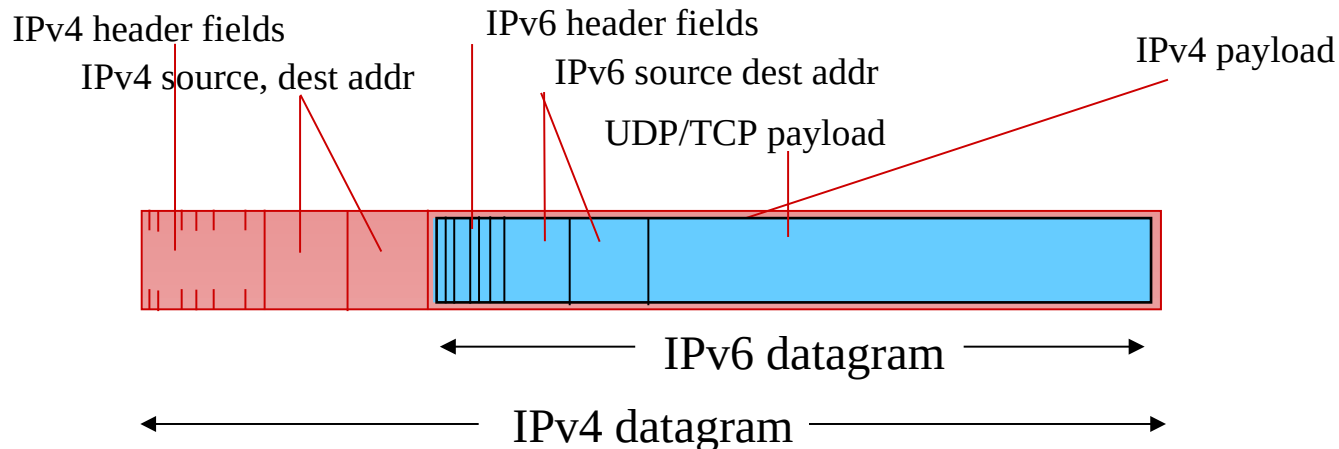 IPv4 header fields
IPv6 header fields
IPv4 payload
IPv4 source, dest addr
IPv6 source dest addr
UDP/TCP payload
IPv6 datagram
IPv4 datagram